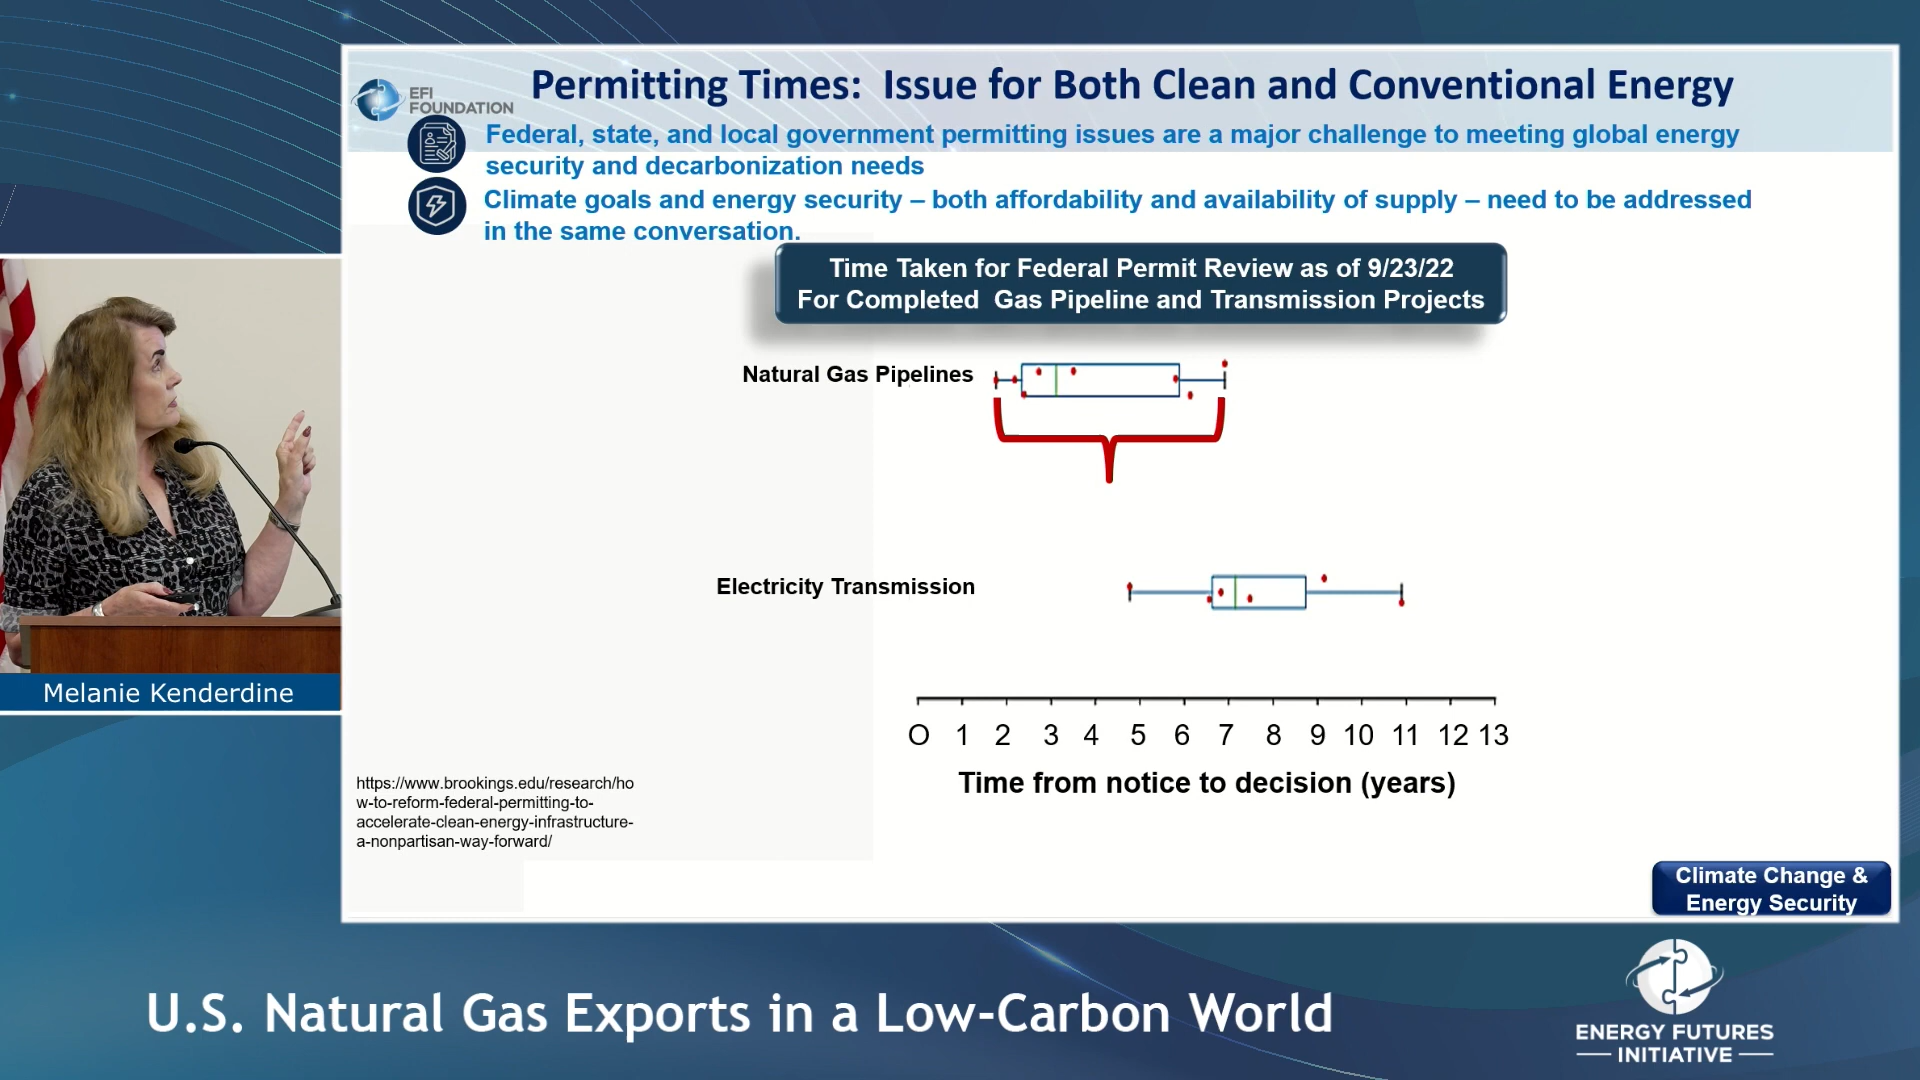 EFI
FOUNDATION
Permitting Times: Issue for Both Clean and Conventional Energy
Federal, state, and local government permitting issues are a major challenge to meeting global energy
security and decarbonization needs
Climate goals and energy security – both affordability and availability of supply – need to be addressed
in the same conversation.
Time Taken for Federal Permit Review as of 9/23/22
For Completed Gas Pipeline and Transmission Projects
Natural Gas Pipelines
Electricity Transmission
O 1 2 3 4 5 6 7 8 9 10 11 12 13
Time from notice to decision (years)
https://www.brookings.edu/research/ho
w-to-reform-federal-permitting-to-
accelerate-clean-energy-infrastructure-
a-nonpartisan-way-forward/
Climate Change &
Energy Security
Melanie Kenderdine
U.S. Natural Gas Exports in a Low-Carbon World
ENERGY FUTURES
INITIATIVE